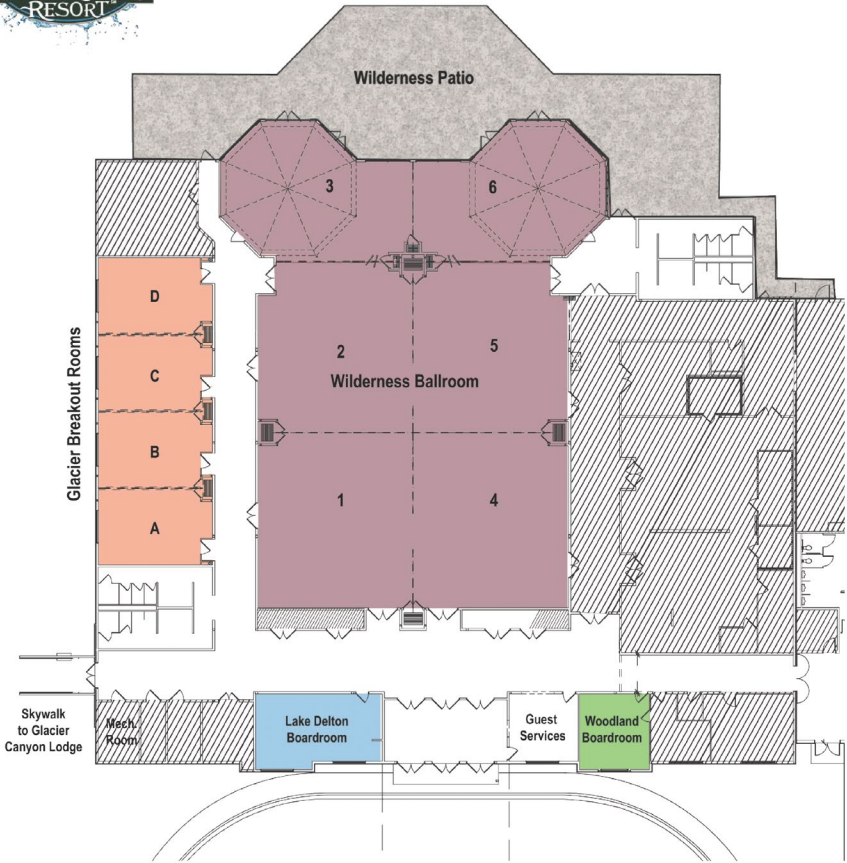 RESORT™
Wilderness Patio
3
6
D
2
5
C
Wilderness Ballroom
Glacier Breakout Rooms
B
1
4
A
Skywalk
to Glacier
Canyon Lodge
Mech.
Room
Lake Delton
Boardroom
Guest
Services
Woodland
Boardroom